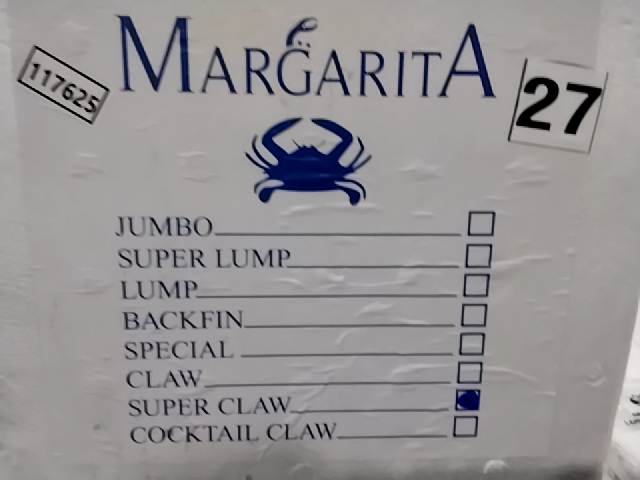 MARGARITA
117625
27
JUMBO
SUPER LUMP
LUMP
BACKFIN
SPECIAL
CLAW
SUPER CLAW
COCKTAIL CLAW